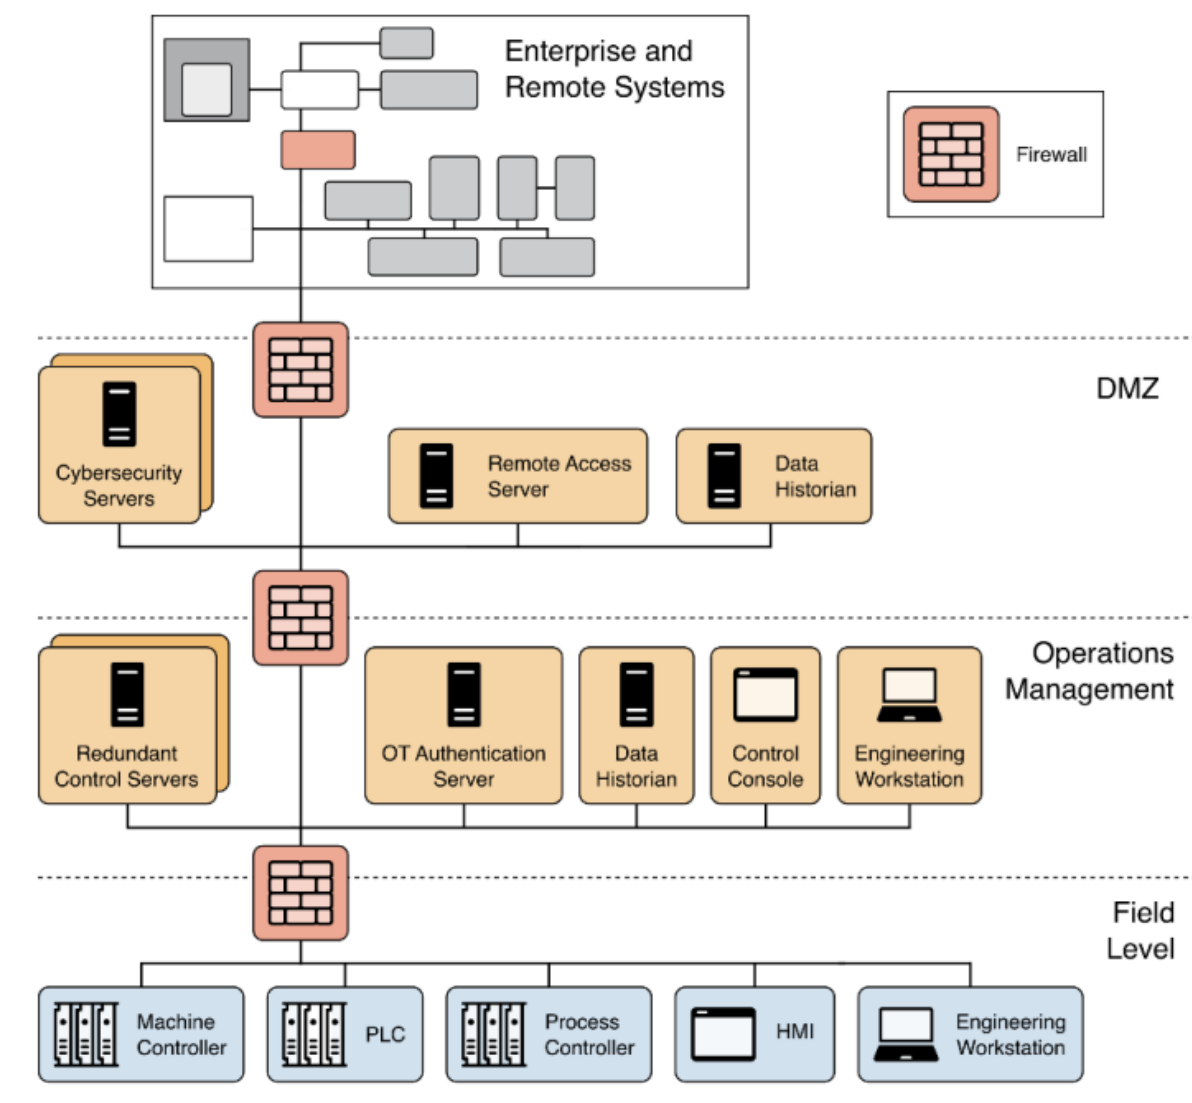 Enterprise and
Remote Systems
Firewall
DMZ
Cybersecurity
Servers
Remote Access
Server
Data
Historian
Operations
Management
Redundant
Control Servers
OT Authentication
Server
Data
Historian
Control
Console
Engineering
Workstation
Field
Level
Machine
Controller
PLC
Process
Controller
HMI
Engineering
Workstation